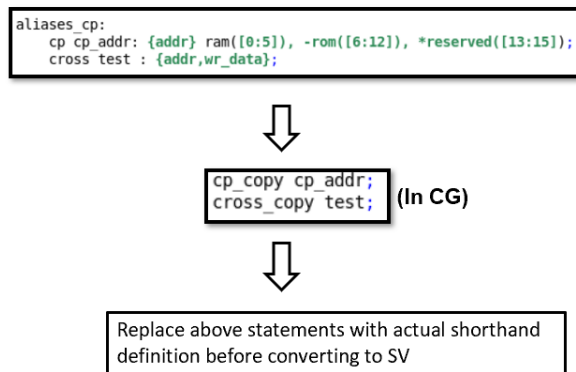 aliases_cp:
cp cp_addr: {addr} ram([0:5]), -rom([6:12]), *reserved([13:15]);
cross test : {addr,wr_data};
cp_copy cp_addr;
cross_copy test;
(In CG)
Replace above statements with actual shorthand
definition before converting to SV